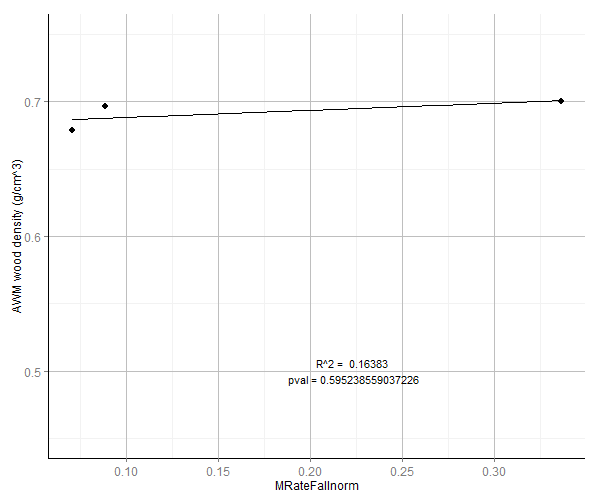 AWM wood density (g/cm^3)
0.7
0.6
0.5
R^2 =  0.16383
pval = 0.595238559037226
0.10 0.15 0.20 0.25 0.30
MRateFallnorm